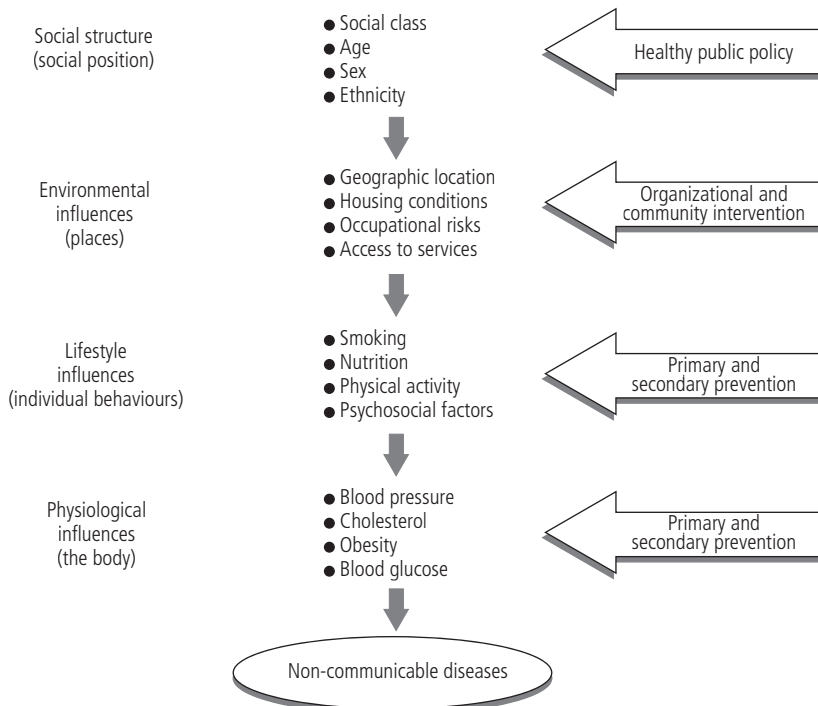 Social structure
(social position)
● Social class
● Age
● Sex
● Ethnicity
Healthy public policy
Environmental
influences
(places)
● Geographic location
● Housing conditions
● Occupational risks
● Access to services
Organizational and
community intervention
Lifestyle
influences
(individual behaviours)
● Smoking
● Nutrition
● Physical activity
● Psychosocial factors
Primary and
secondary prevention
Physiological
influences
(the body)
● Blood pressure
● Cholesterol
● Obesity
● Blood glucose
Primary and
secondary prevention
Non-communicable diseases